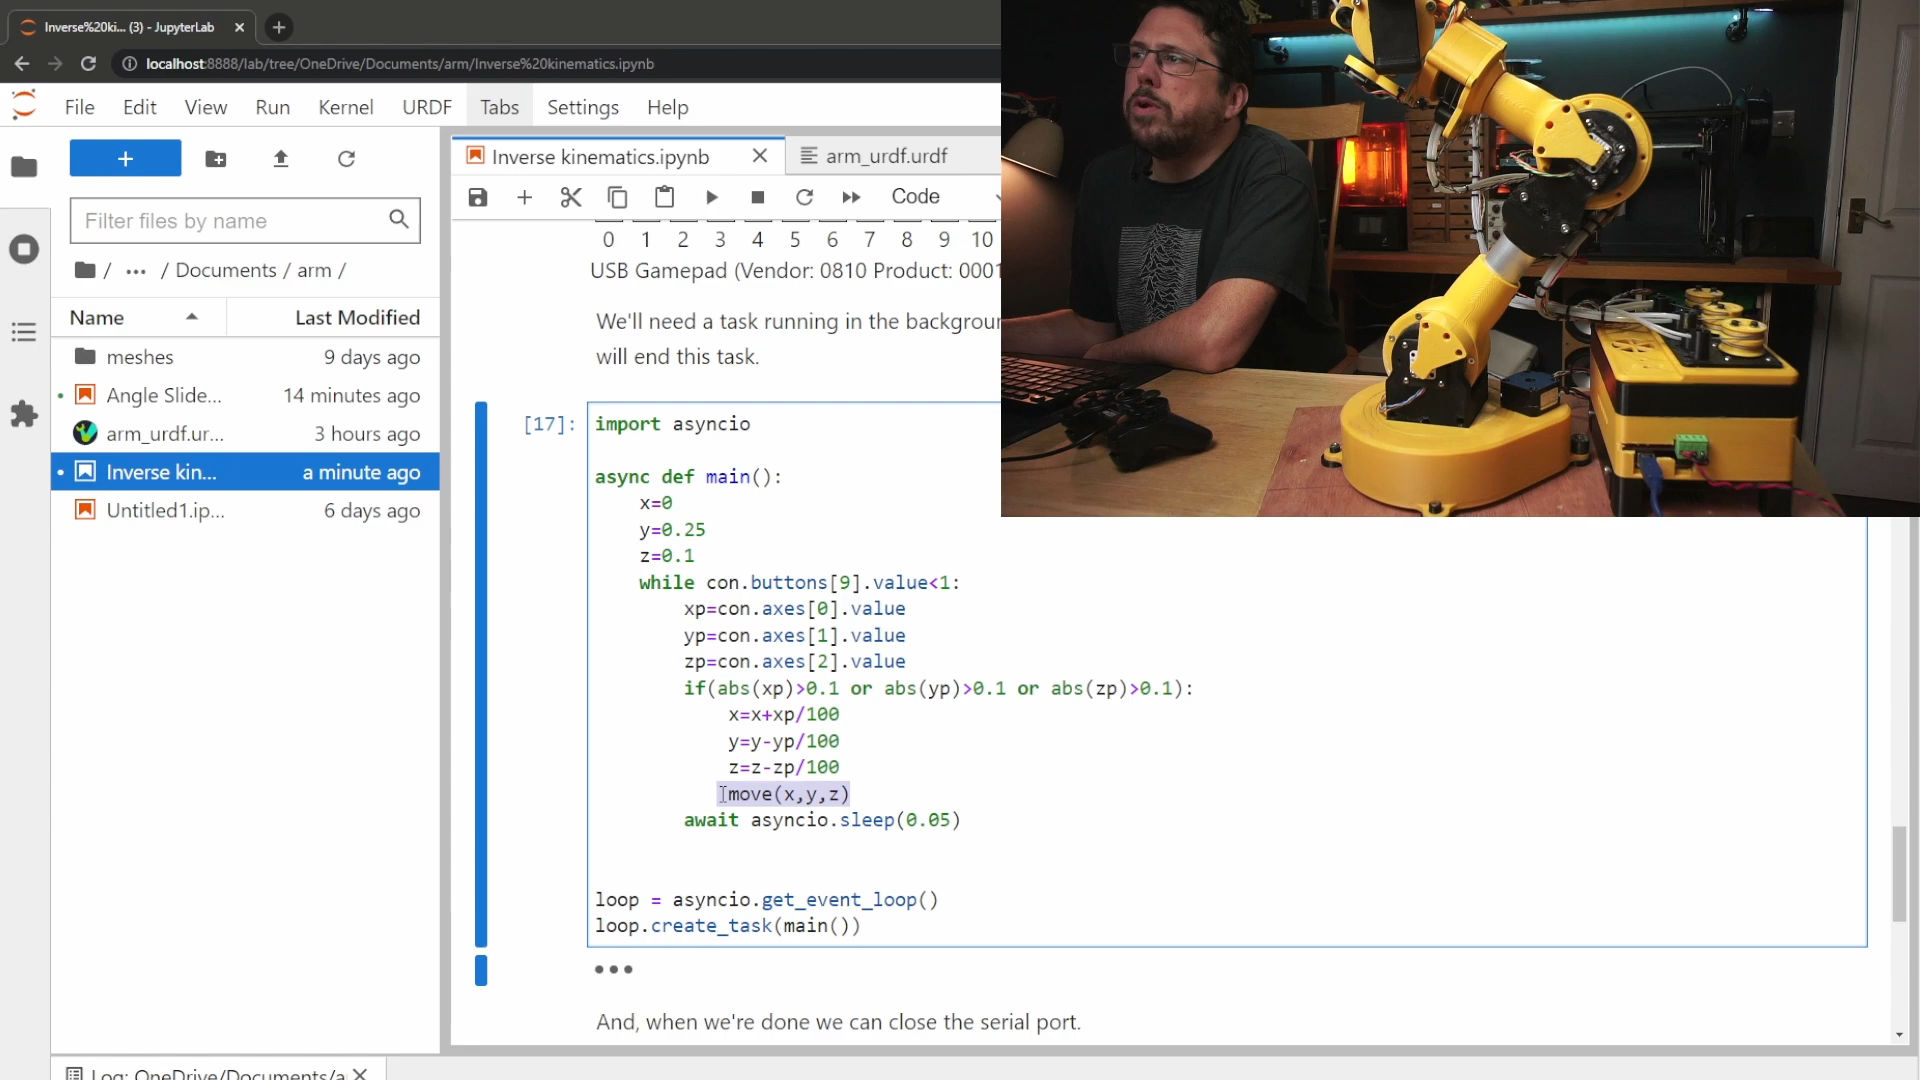 Inverse%20ki... (3) - JupyterLab
localhost:8888/lab/tree/OneDrive/Documents/arm/Inverse%20kinematics.ipynb
File Edit View Run Kernel URDF Tabs Settings Help
Filter files by name
/ ... / Documents / arm /
Name Last Modified
meshes 9 days ago
Angle Slide... 14 minutes ago
arm_urdf.ur... 3 hours ago
Inverse kin... a minute ago
Untitled1.ip... 6 days ago
Inverse kinematics.ipynb
arm_urdf.urdf
Code
0 1 2 3 4 5 6 7 8 9 10
USB Gamepad (Vendor: 0810 Product: 0001
We'll need a task running in the backgroun
will end this task.
[17]:
import asyncio
async def main():
x=0
y=0.25
z=0.1
while con.buttons[9].value<1:
xp=con.axes[0].value
yp=con.axes[1].value
zp=con.axes[2].value
if(abs(xp)>0.1 or abs(yp)>0.1 or abs(zp)>0.1):
x=x+xp/100
y=y-yp/100
z=z-zp/100
move(x,y,z)
await asyncio.sleep(0.05)
loop = asyncio.get_event_loop()
loop.create_task(main())
And, when we're done we can close the serial port.
Log: OneDrive/Documents/a